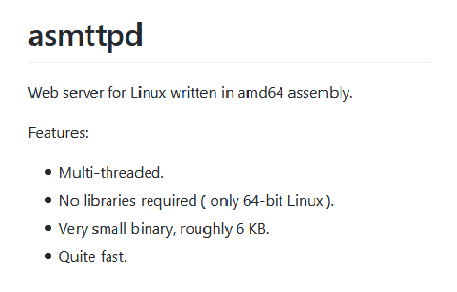 asmttpd
Web server for Linux written in amd64 assembly.
Features:
• Multi-threaded.
• No libraries required ( only 64-bit Linux).
• Very small binary, roughly 6 KB.
• Quite fast.